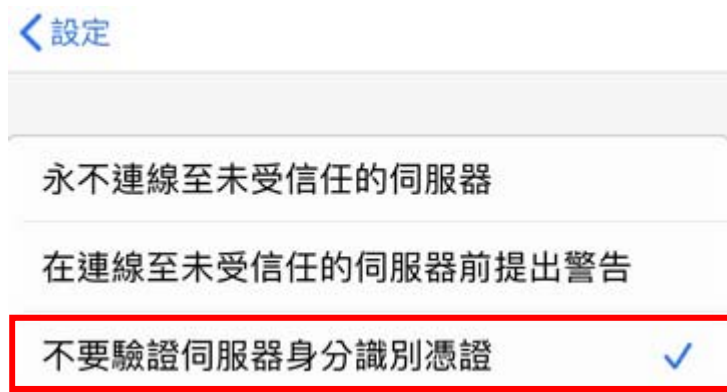 設定
永不連線至未受信任的伺服器
在連線至未受信任的伺服器前提出警告
不要驗證伺服器身分識別憑證